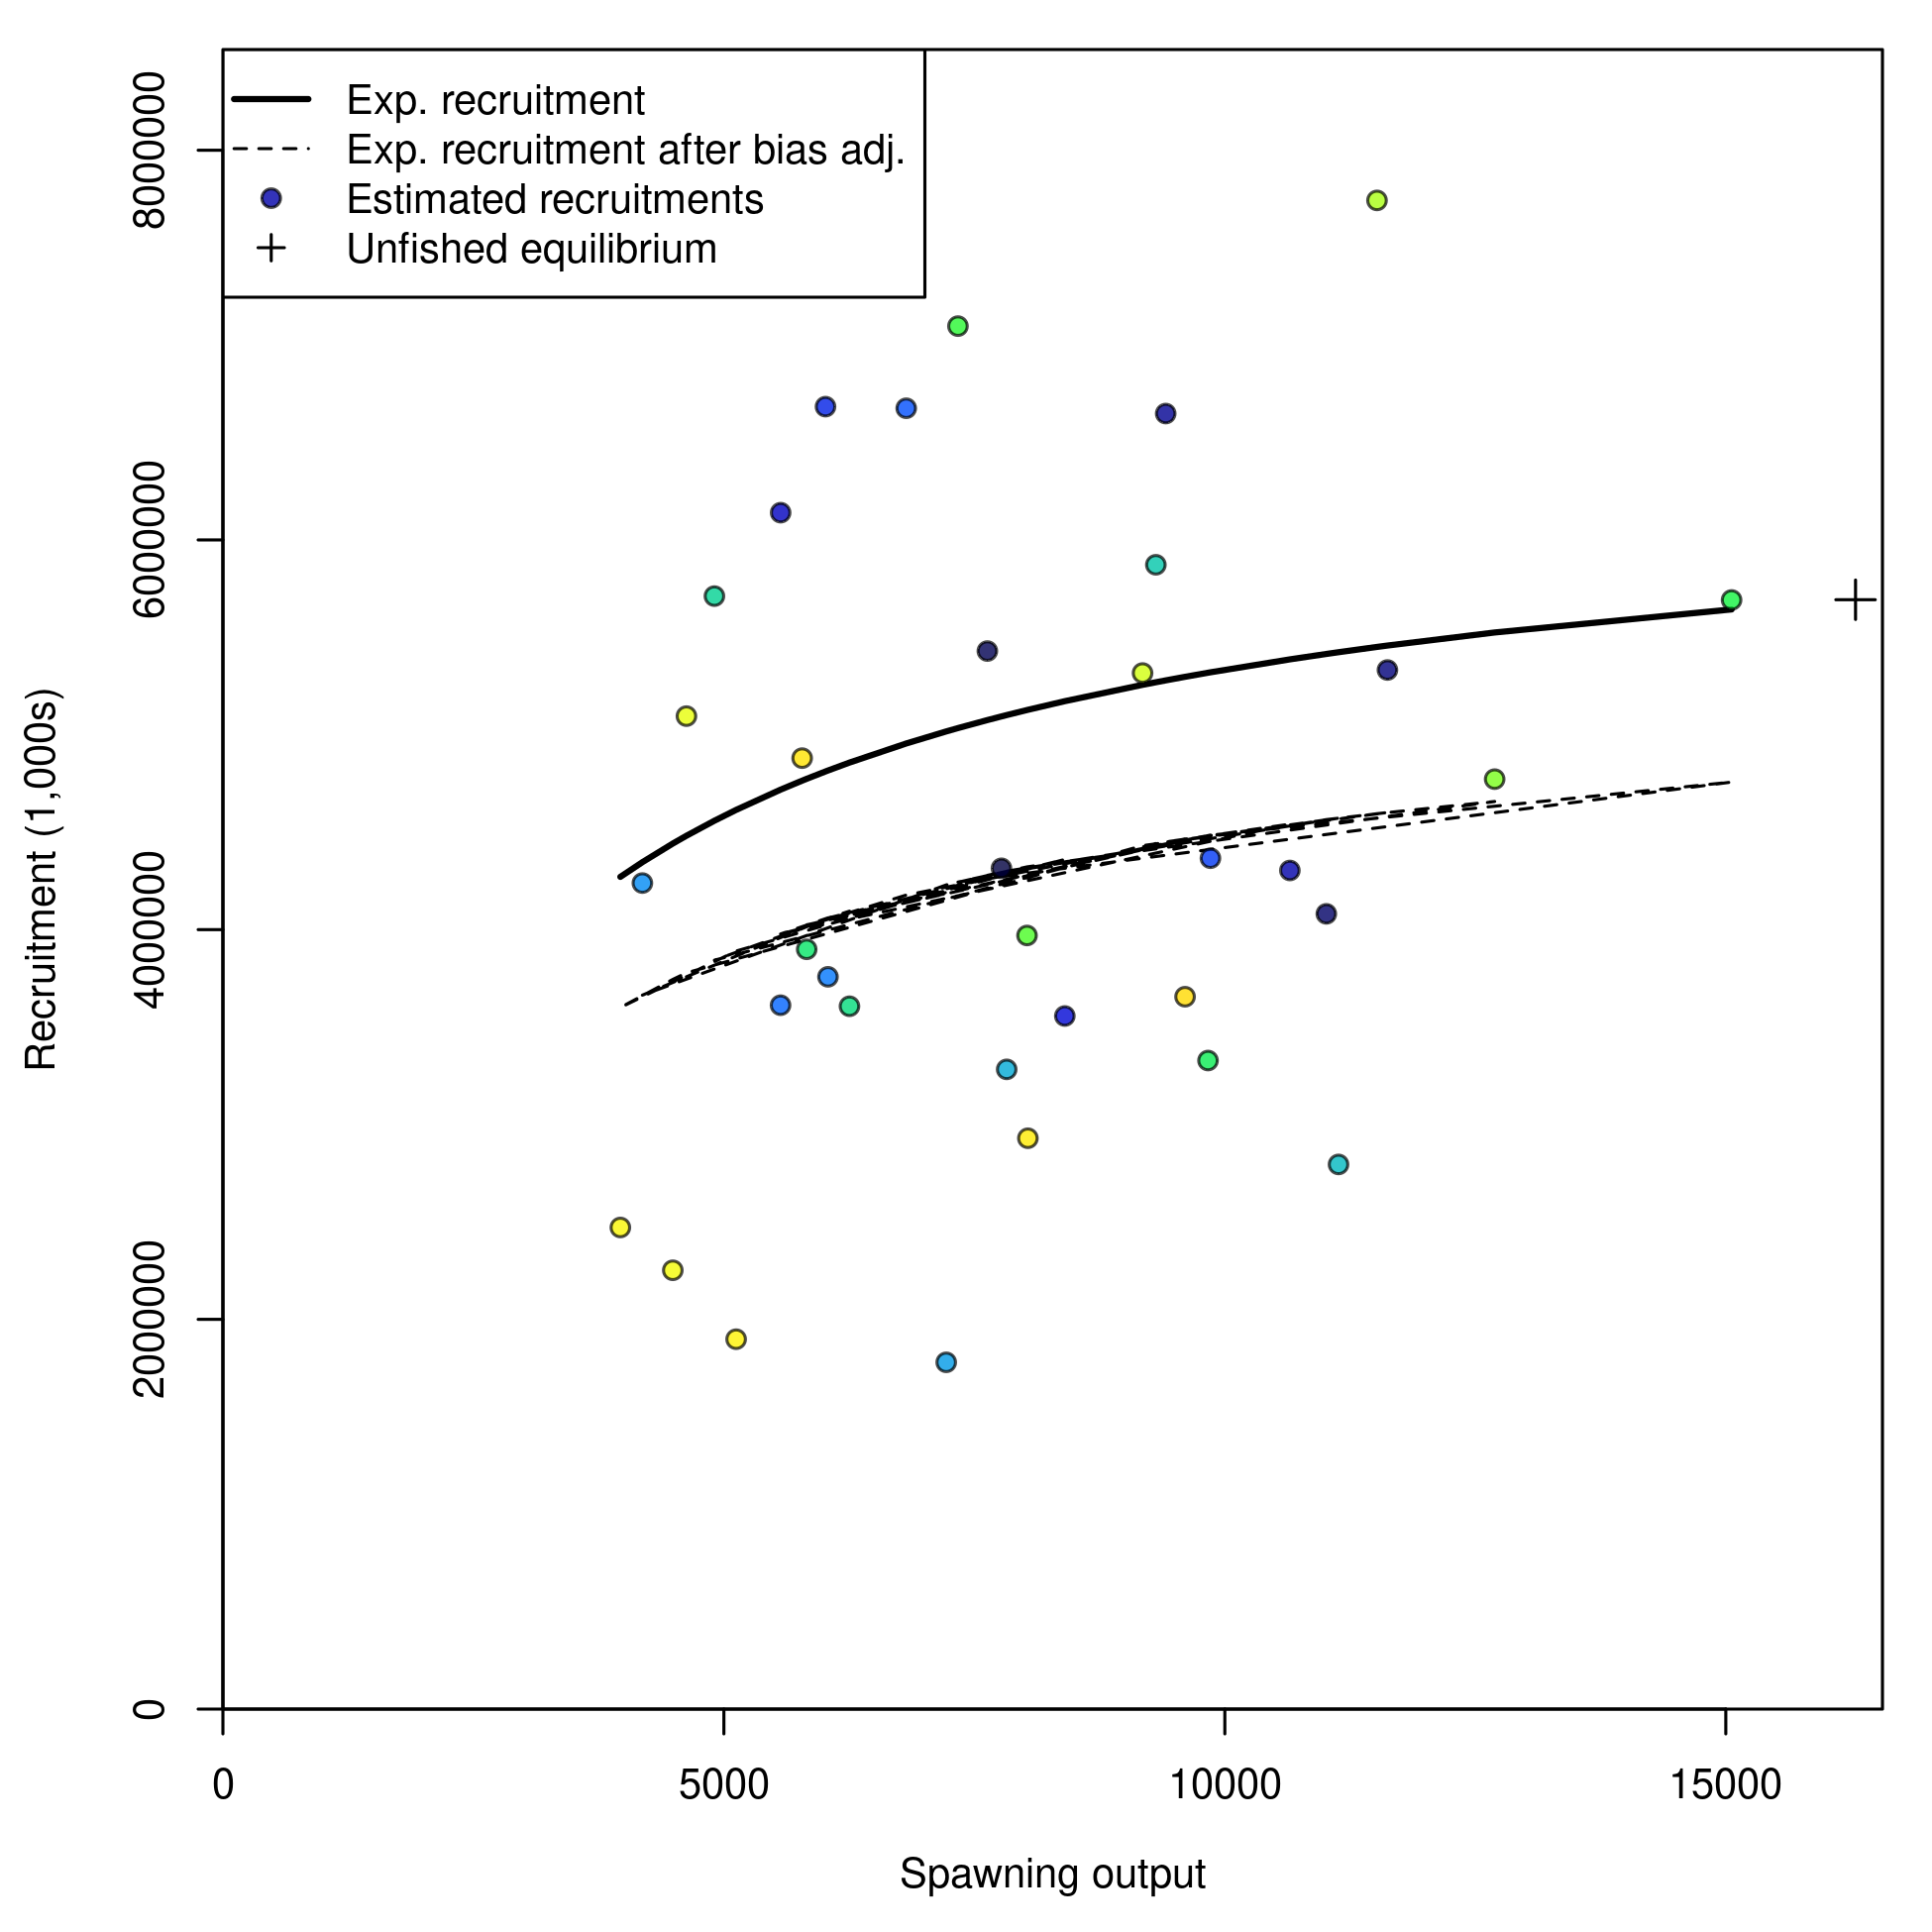 Exp. recruitment
Exp. recruitment after bias adj.
Estimated recruitments
Unfished equilibrium
Recruitment (1,000s)
8000000
6000000
4000000
2000000
0
0 5000 10000 15000
Spawning output